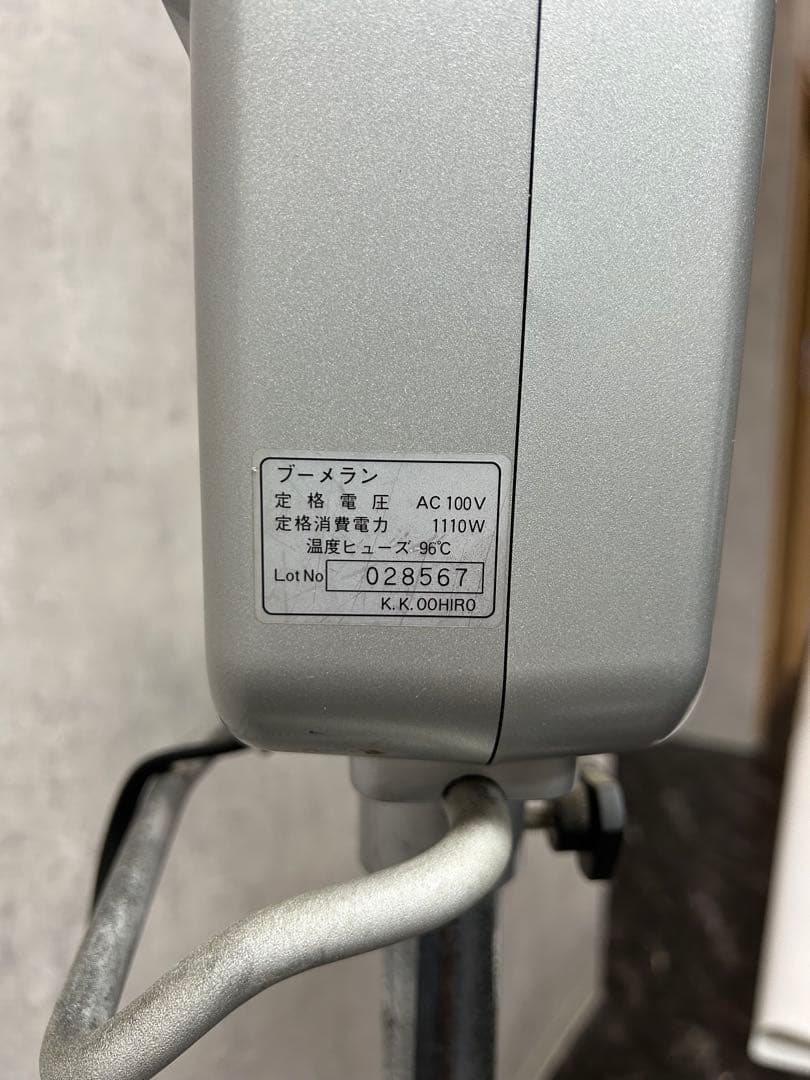 ブーメラン
定格電圧 AC100V
定格消費電力 1110W
温度ヒューズ 96℃
Lot No 028567
K.K.OOHIRO